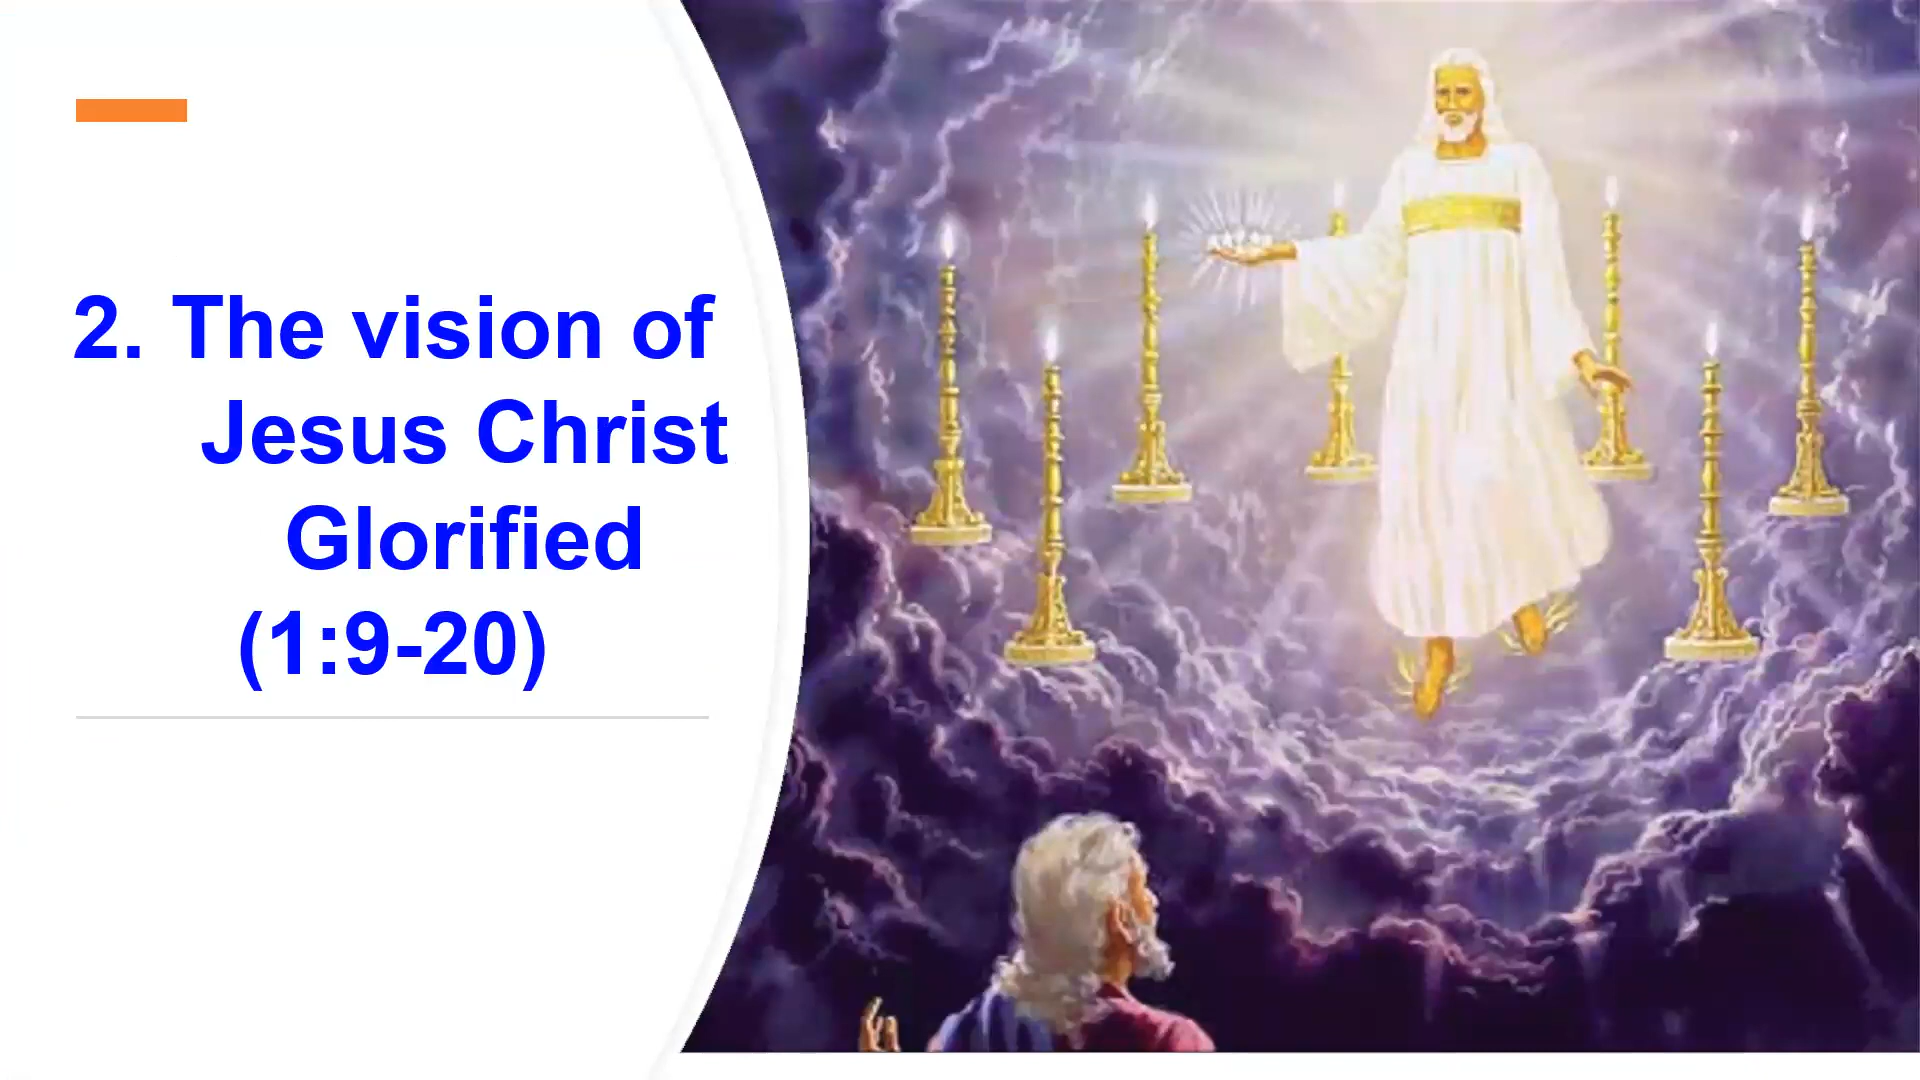 2. The vision of
Jesus Christ
Glorified
(1:9-20)